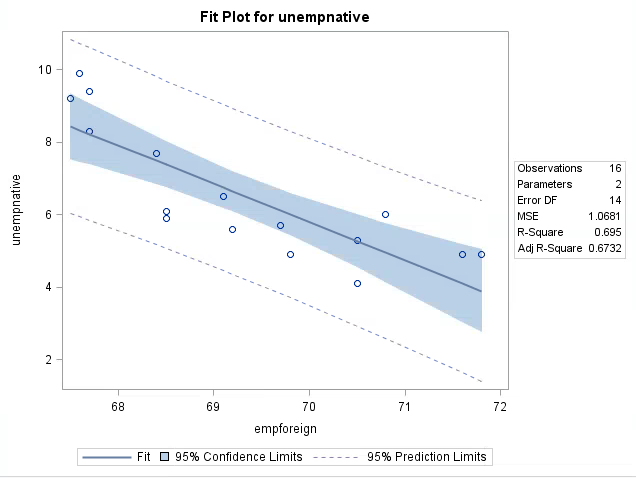 Fit Plot for unempnative
10
8
6
4
2
unempnative
68 69 70 71 72
empforeign
Observations 16
Parameters 2
Error DF 14
MSE 1.0681
R-Square 0.695
Adj R-Square 0.6732
Fit 95% Confidence Limits 95% Prediction Limits